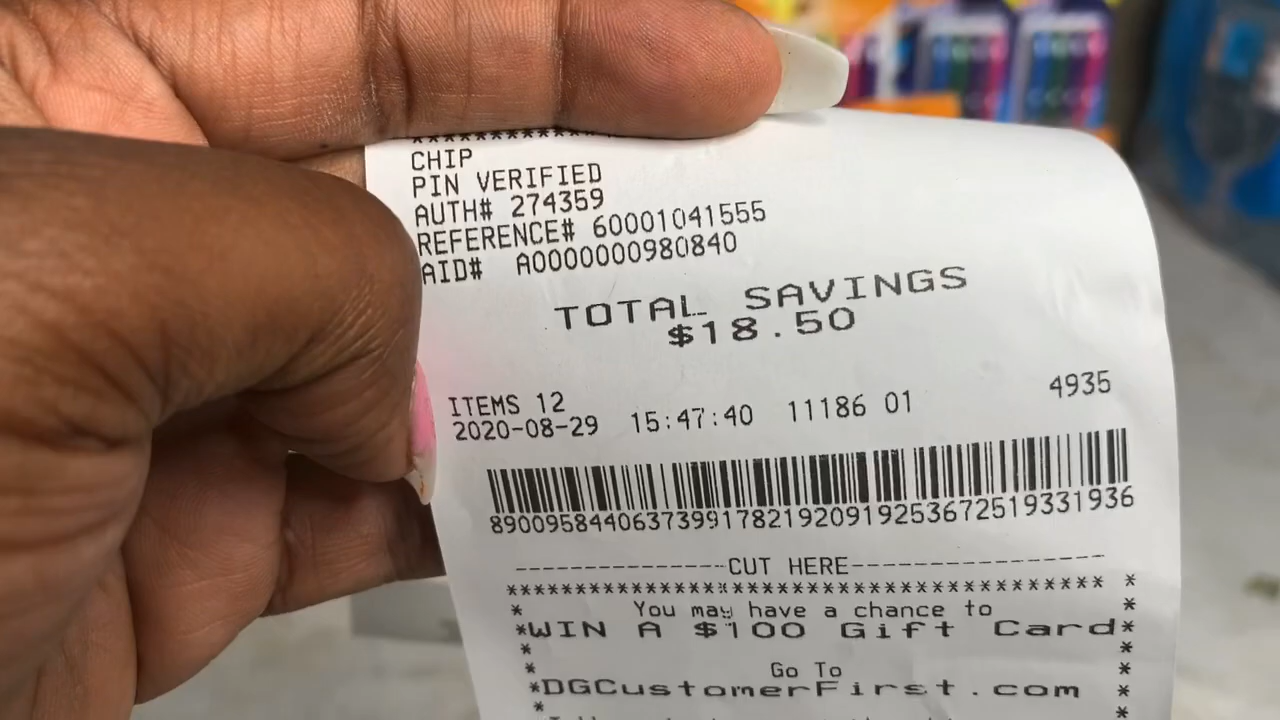 CHIP
PIN VERIFIED
AUTH# 274359
REFERENCE# 60001041555
AID# A0000000980840
TOTAL SAVINGS
$18.50
ITEMS 12
2020-08-29 15:47:40 11186 01 4935
89009584406373991782192091925367251933​1936
---------------CUT HERE---------------
*************************************** *
* You may have a chance to *
*WIN A $100 Gift Card*
* *
* Go To *
*DGCustomerFirst.com *
* *